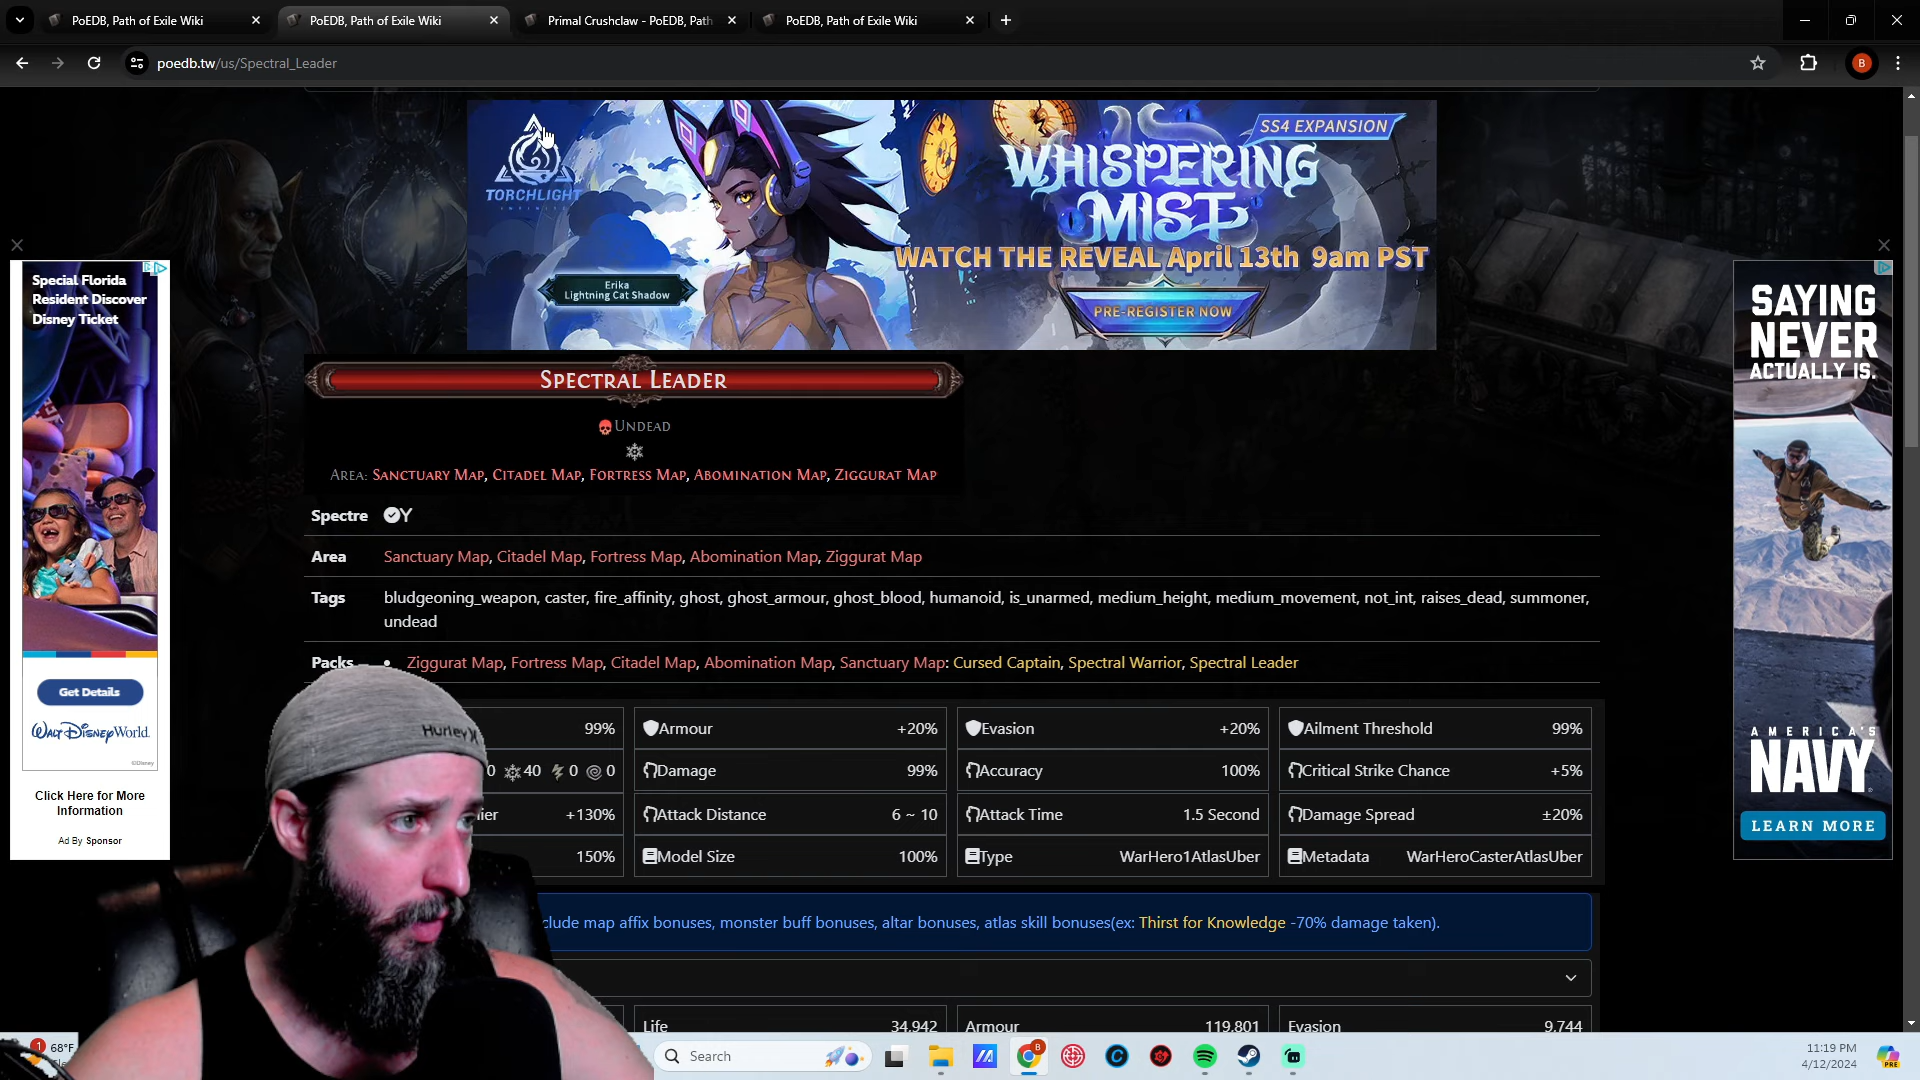 PoEDB, Path of Exile Wiki
PoEDB, Path of Exile Wiki
Primal Crushclaw - PoEDB, Path
PoEDB, Path of Exile Wiki
poedb.tw/us/Spectral_Leader
B
TORCHLIGHT
INFINITE
SS4 EXPANSION
WHISPERING
MIST
WATCH THE REVEAL April 13th 9am PST
Erika
Lightning Cat Shadow
PRE-REGISTER NOW
Special Florida
Resident Discover
Disney Ticket
Get Details
Walt Disney World.
©Disney
Click Here for More
Information
Ad By Sponsor
SAYING
NEVER
ACTUALLY IS.
AMERICA'S
NAVY
LEARN MORE
Spectral Leader
Undead
Area: Sanctuary Map, Citadel Map, Fortress Map, Abomination Map, Ziggurat Map
Spectre Y
Area Sanctuary Map, Citadel Map, Fortress Map, Abomination Map, Ziggurat Map
Tags bludgeoning_weapon, caster, fire_affinity, ghost, ghost_armour, ghost_blood, humanoid, is_unarmed, medium_height, medium_movement, not_int, raises_dead, summoner,
undead
Packs • Ziggurat Map, Fortress Map, Citadel Map, Abomination Map, Sanctuary Map: Cursed Captain, Spectral Warrior, Spectral Leader
99% Armour +20% Evasion +20% Ailment Threshold 99%
0 40 0 0 Damage 99% Accuracy 100% Critical Strike Chance +5%
lier +130% Attack Distance 6 ~ 10 Attack Time 1.5 Second Damage Spread ±20%
150% Model Size 100% Type WarHero1AtlasUber Metadata WarHeroCasterAtlasUber
clude map affix bonuses, monster buff bonuses, altar bonuses, atlas skill bonuses(ex: Thirst for Knowledge -70% damage taken).
Life 34,942 Armour 119,801 Evasion 9,744
Hurley
1
68°F
Search
B
11:19 PM
4/12/2024
PRE